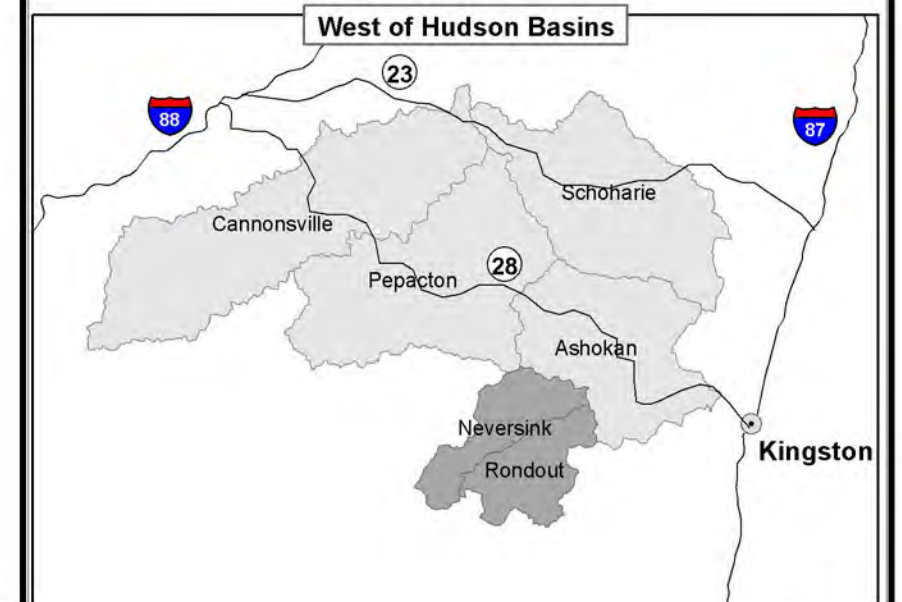 West of Hudson Basins
23
88
87
Schoharie
Cannonsville
28
Pepacton
Ashokan
Neversink
Kingston
Rondout